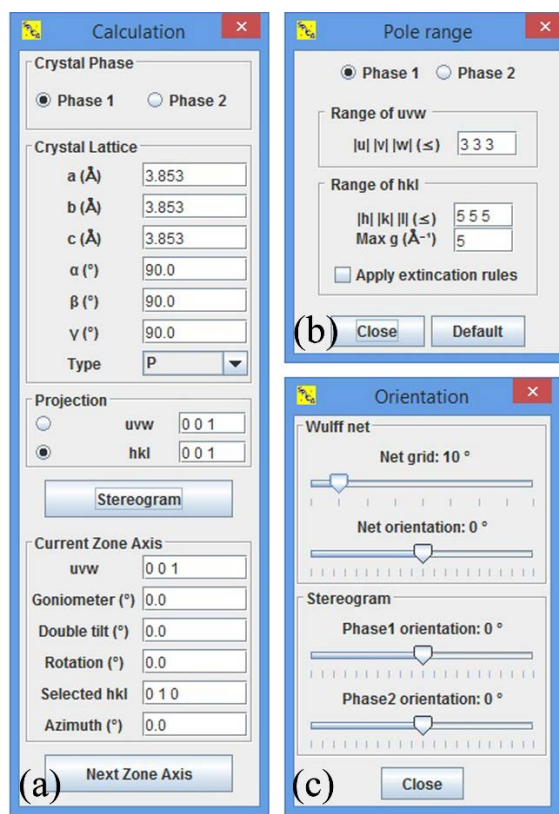 Calculation
Crystal Phase
Phase 1 Phase 2
Crystal Lattice
a (Å) 3.853
b (Å) 3.853
c (Å) 3.853
α (°) 90.0
β (°) 90.0
γ (°) 90.0
Type P
Projection
uvw 0 0 1
hkl 0 0 1
Stereogram
Current Zone Axis
uvw 0 0 1
Goniometer (°) 0.0
Double tilt (°) 0.0
Rotation (°) 0.0
Selected hkl 0 1 0
Azimuth (°) 0.0
Next Zone Axis
(a)
Pole range
Phase 1 Phase 2
Range of uvw
|u| |v| |w| (≤) 3 3 3
Range of hkl
|h| |k| |l| (≤) 5 5 5
Max g (Å⁻¹) 5
Apply extincation rules
Close Default
(b)
Orientation
Wulff net
Net grid: 10 °
Net orientation: 0 °
Stereogram
Phase1 orientation: 0 °
Phase2 orientation: 0 °
Close
(c)